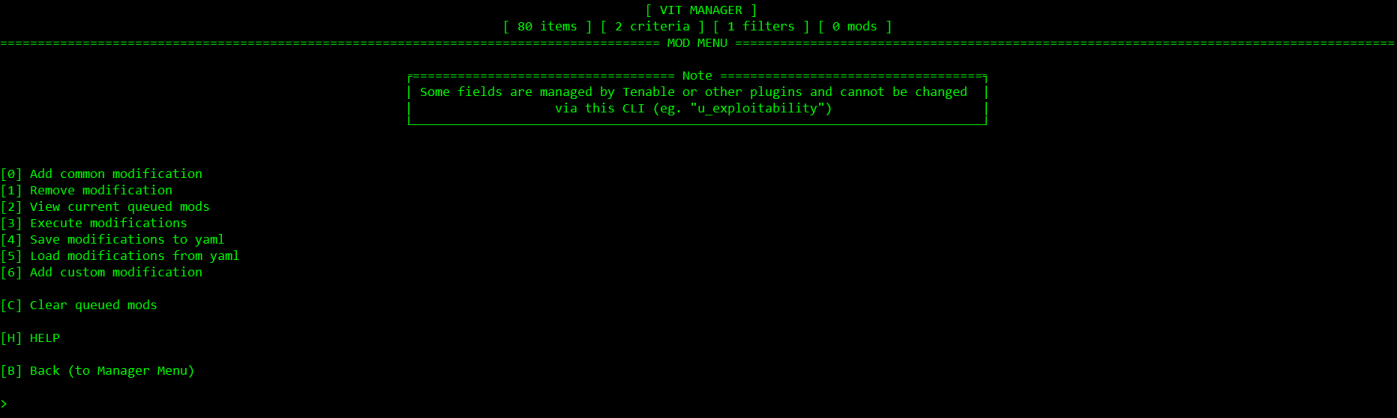 [ VIT MANAGER ]
[ 80 items ] [ 2 criteria ] [ 1 filters ] [ 0 mods ]
======================================================================================== MOD MENU ========================================================================================
=================================== Note ===================================
Some fields are managed by Tenable or other plugins and cannot be changed
via this CLI (eg. "u_exploitability")
[0] Add common modification
[1] Remove modification
[2] View current queued mods
[3] Execute modifications
[4] Save modifications to yaml
[5] Load modifications from yaml
[6] Add custom modification
[C] Clear queued mods
[H] HELP
[B] Back (to Manager Menu)
>